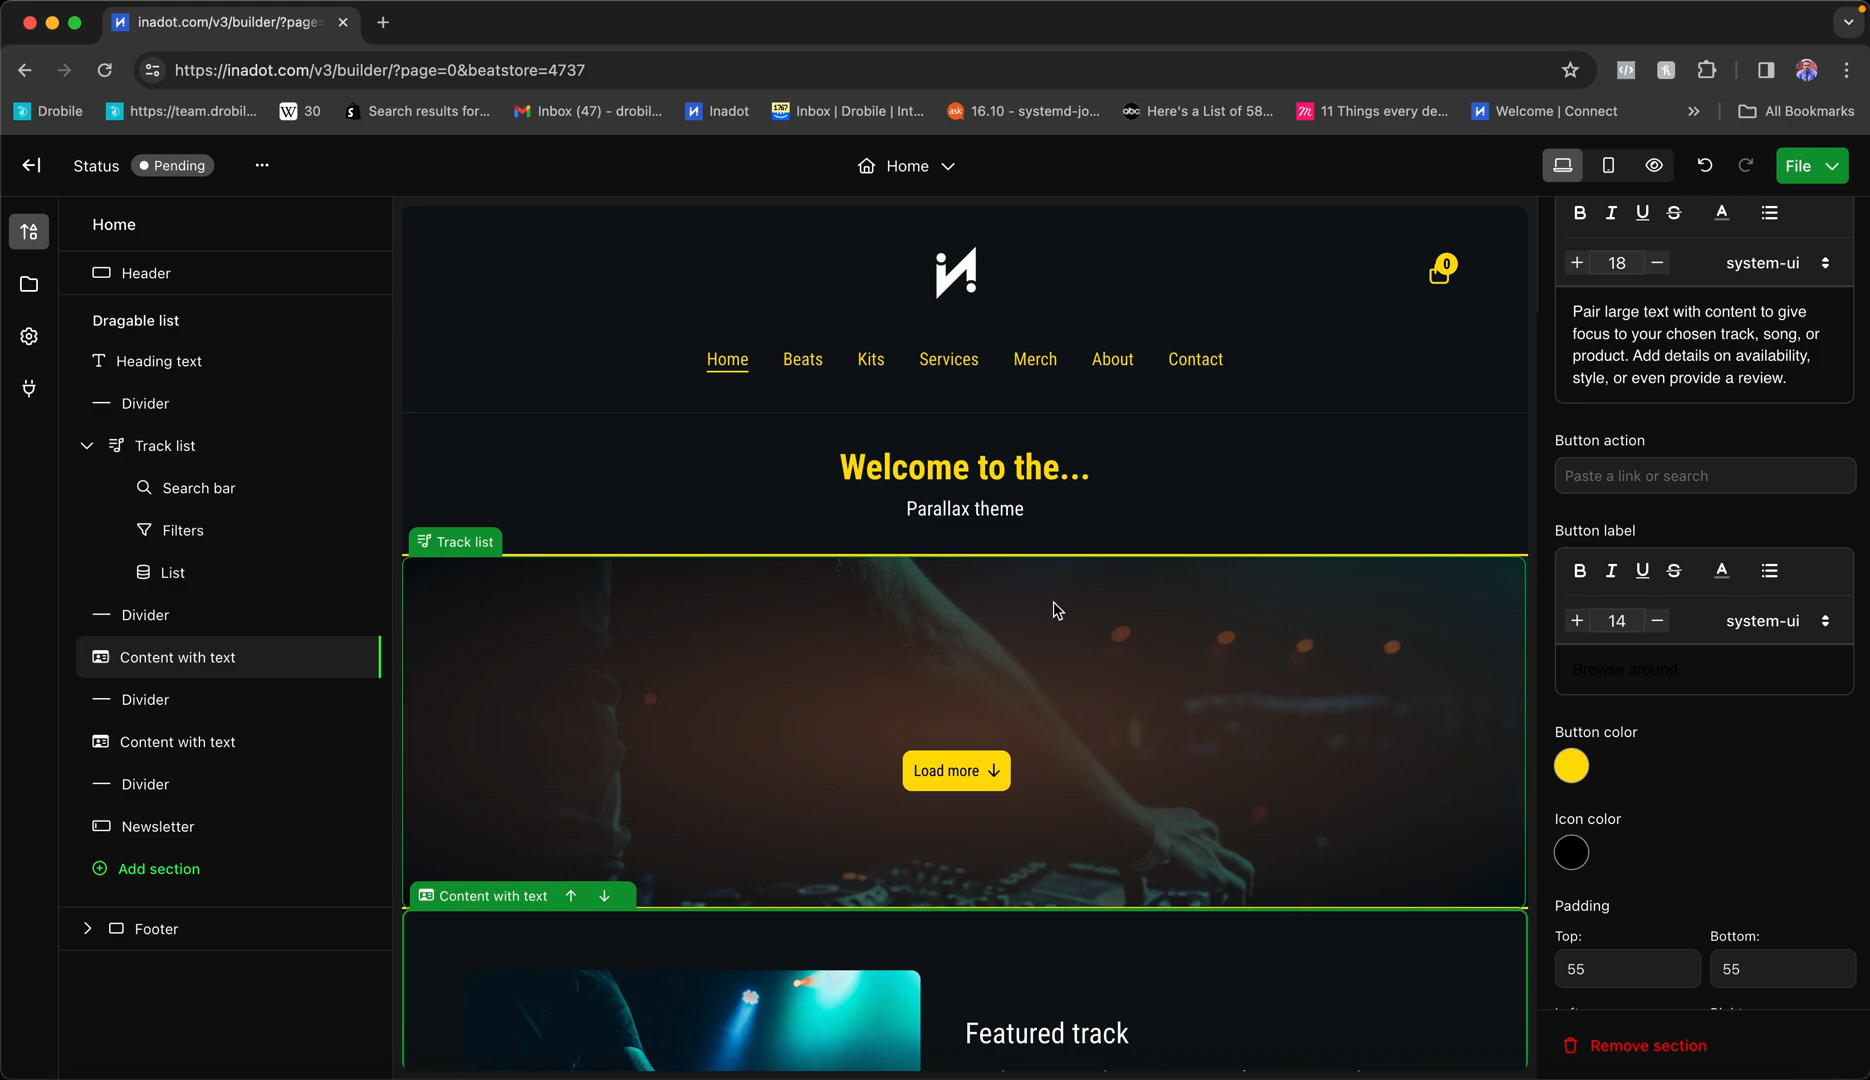 inadot.com/v3/builder/?page=
https://inadot.com/v3/builder/?page=0&beatstore=4737
Drobile
https://team.drobil...
30
Search results for...
Inbox (47) - drobil...
Inadot
Inbox | Drobile | Int...
16.10 - systemd-jo...
Here's a List of 58...
11 Things every de...
Welcome | Connect
All Bookmarks
Status
Pending
Home
File
Home
Header
Dragable list
Heading text
Divider
Track list
Search bar
Filters
List
Divider
Content with text
Divider
Content with text
Divider
Newsletter
Add section
Footer
0
Home
Beats
Kits
Services
Merch
About
Contact
Welcome to the...
Parallax theme
Track list
Load more
Content with text
Featured track
B I U S A
+ 18 −
system-ui
Pair large text with content to give
focus to your chosen track, song, or
product. Add details on availability,
style, or even provide a review.
Button action
Paste a link or search
Button label
B I U S A
+ 14 −
system-ui
Browse around
Button color
Icon color
Padding
Top:
Bottom:
55
55
Remove section